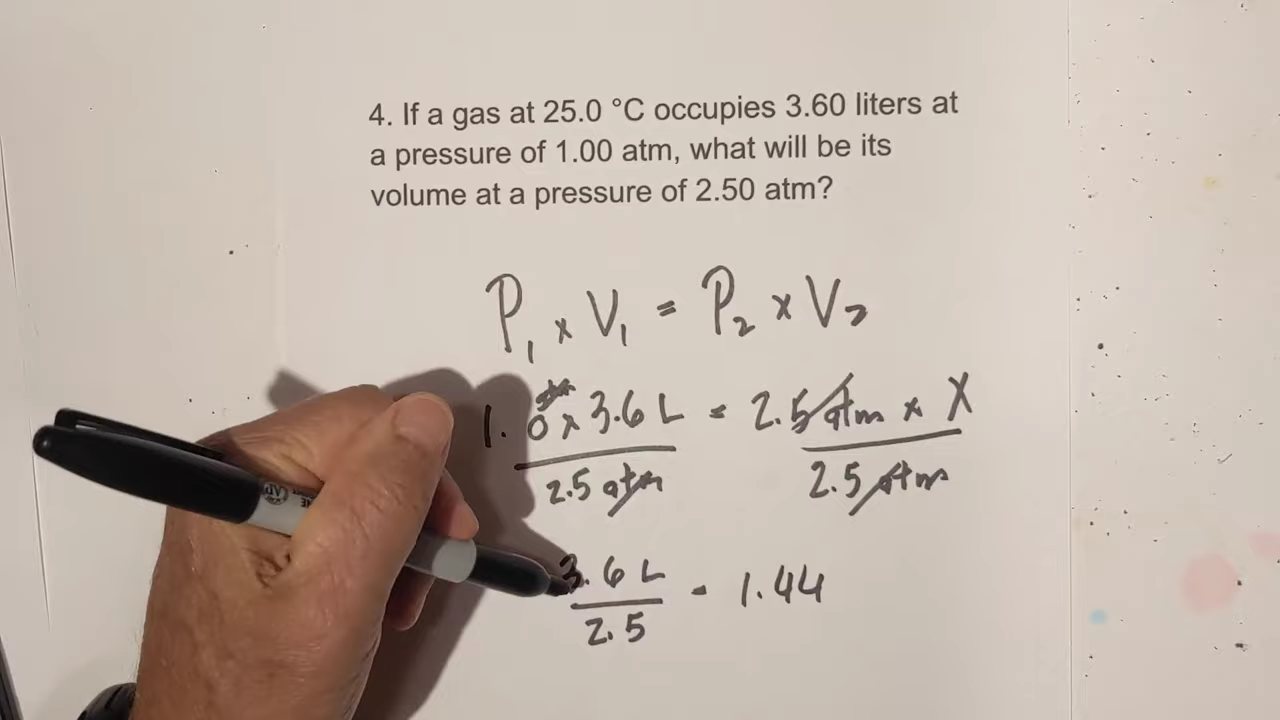 4. If a gas at 25.0 °C occupies 3.60 liters at
a pressure of 1.00 atm, what will be its
volume at a pressure of 2.50 atm?
P₁ x V₁ = P₂ x V₂
1.0 atm x 3.6 L = 2.5 atm x X
2.5 atm 2.5 atm
3.6 L = 1.44
2.5